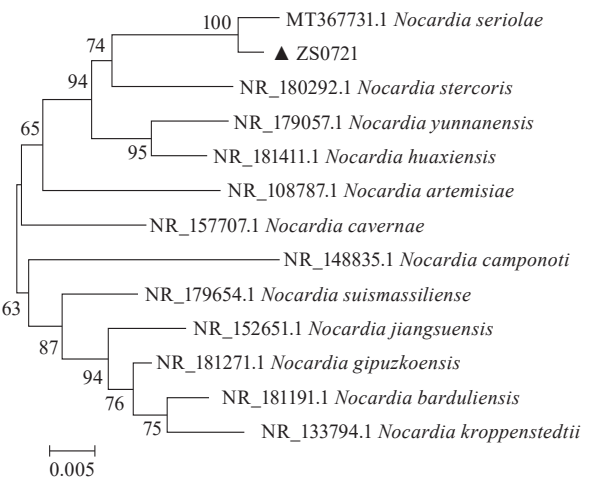 100
MT367731.1 Nocardia seriolae
74
▲ ZS0721
94
NR_180292.1 Nocardia stercoris
65
NR_179057.1 Nocardia yunnanensis
95
NR_181411.1 Nocardia huaxiensis
NR_108787.1 Nocardia artemisiae
NR_157707.1 Nocardia cavernae
NR_148835.1 Nocardia camponoti
63
NR_179654.1 Nocardia suismassiliense
87
NR_152651.1 Nocardia jiangsuensis
94
NR_181271.1 Nocardia gipuzkoensis
76
NR_181191.1 Nocardia barduliensis
75
NR_133794.1 Nocardia kroppenstedtii
0.005